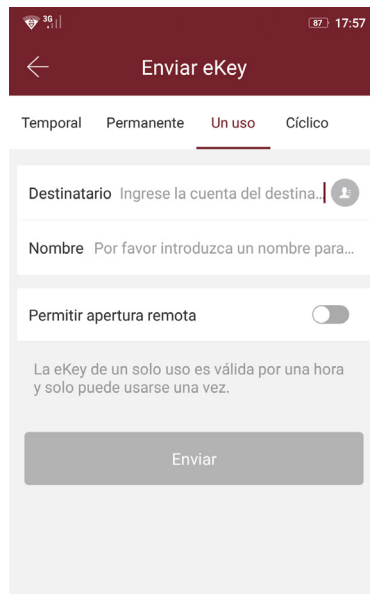 3G 87 17:57
Enviar eKey
Temporal Permanente Un uso Cíclico
Destinatario Ingrese la cuenta del destina...
Nombre Por favor introduzca un nombre para...
Permitir apertura remota
La eKey de un solo uso es válida por una hora
y solo puede usarse una vez.
Enviar